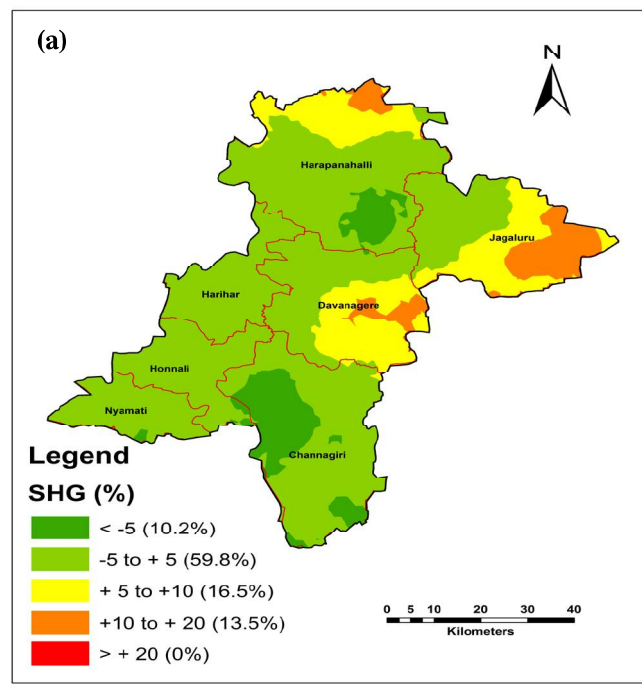 (a)
N
Harapanahalli
Jagaluru
Harihar
Davanagere
Honnali
Nyamati
Channagiri
Legend
SHG (%)
< -5 (10.2%)
-5 to + 5 (59.8%)
+ 5 to +10 (16.5%)
+10 to + 20 (13.5%)
> + 20 (0%)
0 5 10 20 30 40
Kilometers